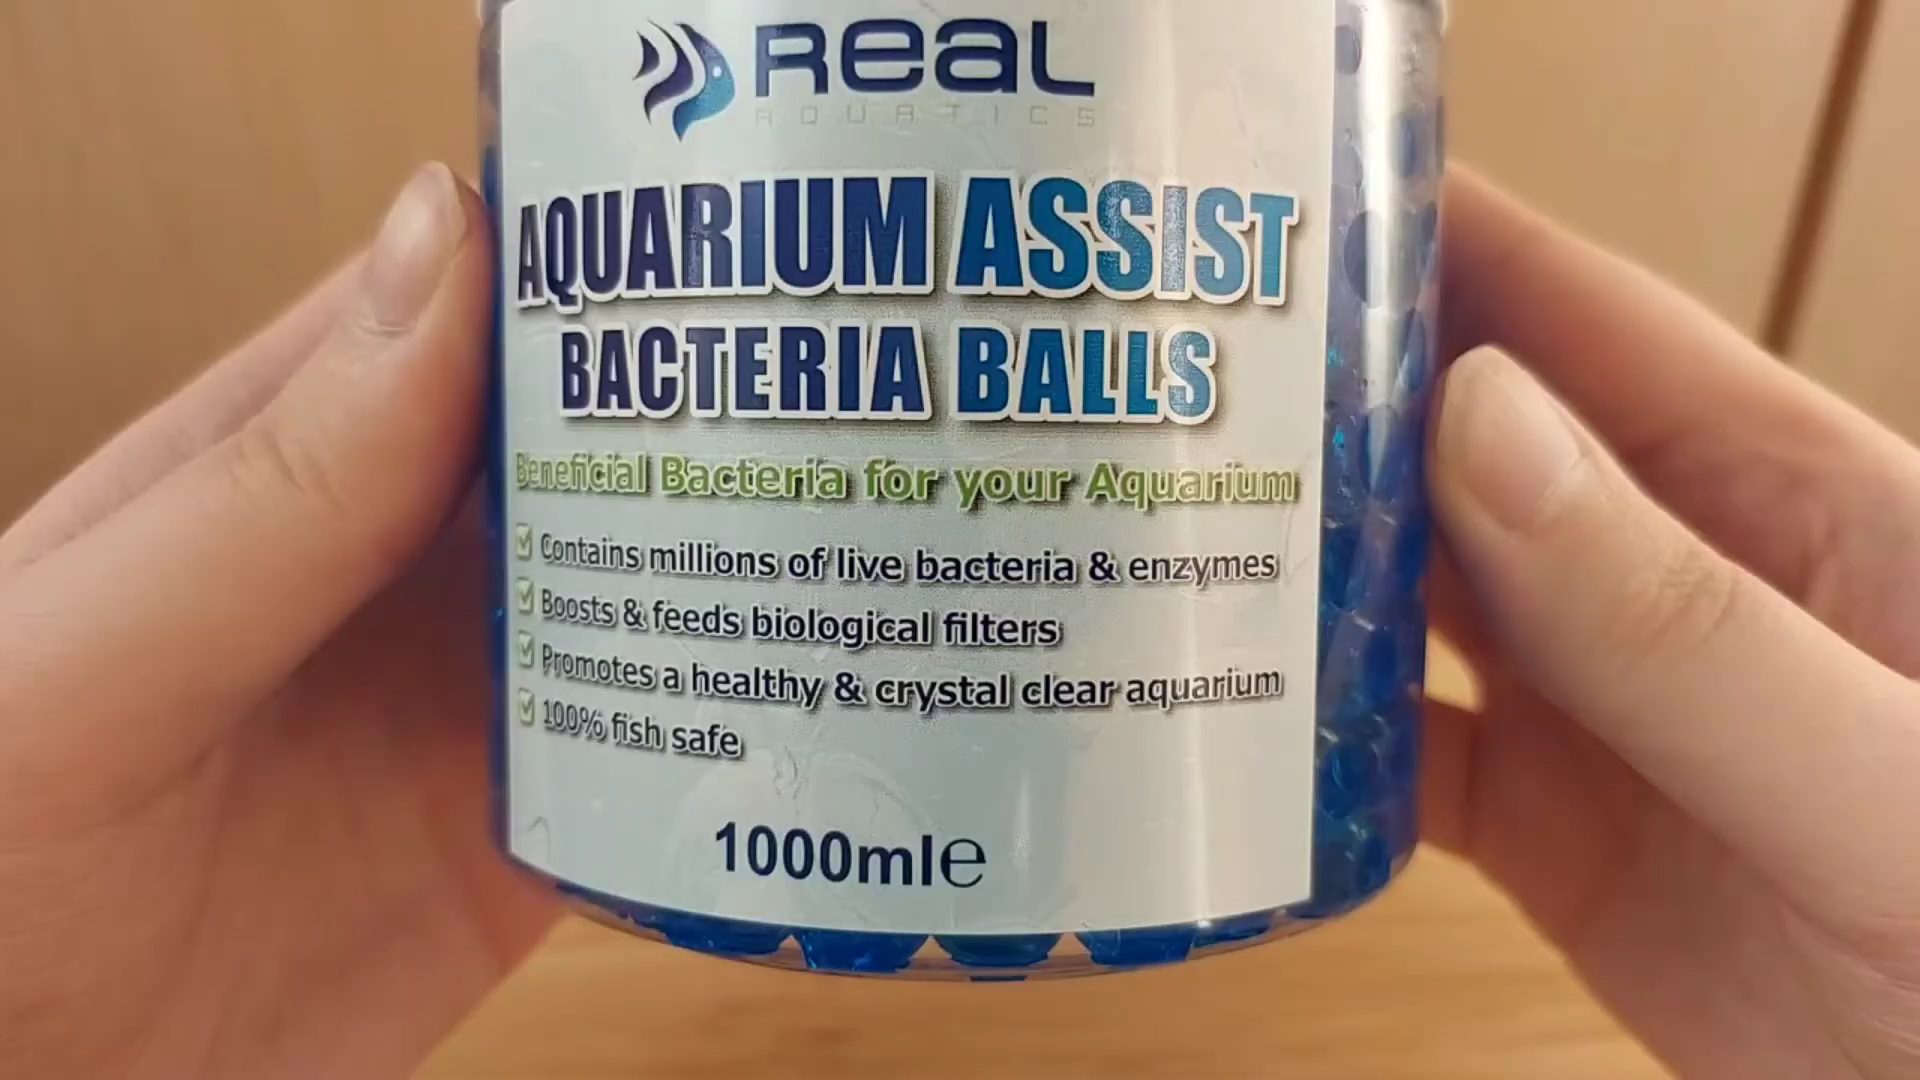 REAL
AQUATICS
AQUARIUM ASSIST
BACTERIA BALLS
Beneficial Bacteria for your Aquarium
Contains millions of live bacteria & enzymes
Boosts & feeds biological filters
Promotes a healthy & crystal clear aquarium
100% fish safe
1000ml℮